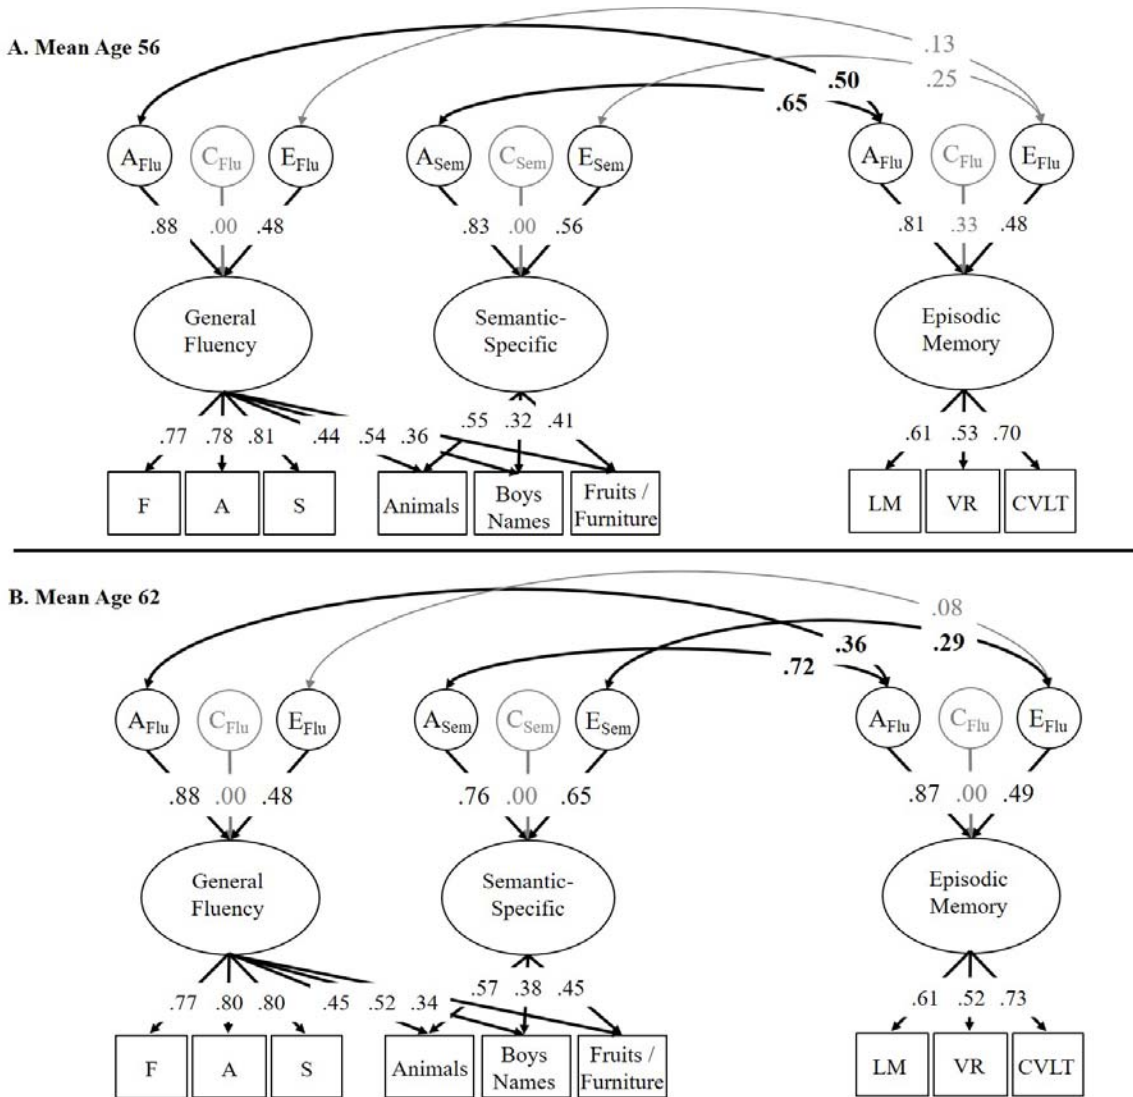 A. Mean Age 56
.13
.50
.25
.65
AFlu CFlu EFlu ASem CSem ESem AFlu CFlu EFlu
.88 .00 .48 .83 .00 .56 .81 .33 .48
General
Fluency
Semantic-
Specific
Episodic
Memory
.77 .78 .81 .44 .54 .36 .55 .32 .41 .61 .53 .70
F A S Animals Boys
Names Fruits /
Furniture LM VR CVLT
B. Mean Age 62
.08
.36 .29
.72
AFlu CFlu EFlu ASem CSem ESem AFlu CFlu EFlu
.88 .00 .48 .76 .00 .65 .87 .00 .49
General
Fluency
Semantic-
Specific
Episodic
Memory
.77 .80 .80 .45 .52 .34 .57 .38 .45 .61 .52 .73
F A S Animals Boys
Names Fruits /
Furniture LM VR CVLT